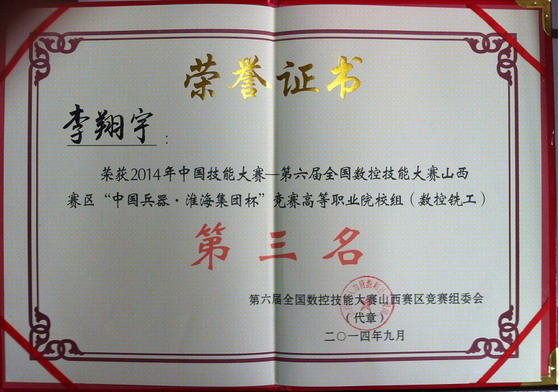 荣誉证书
李翔宇：
荣获2014年中国技能大赛—第六届全国数控技能大赛山西
赛区“中国兵器·淮海集团杯”竞赛高等职业院校组（数控铣工）
第三名
第六届全国数控技能大赛山西赛区竞赛组委会
（代章）
二〇一四年九月